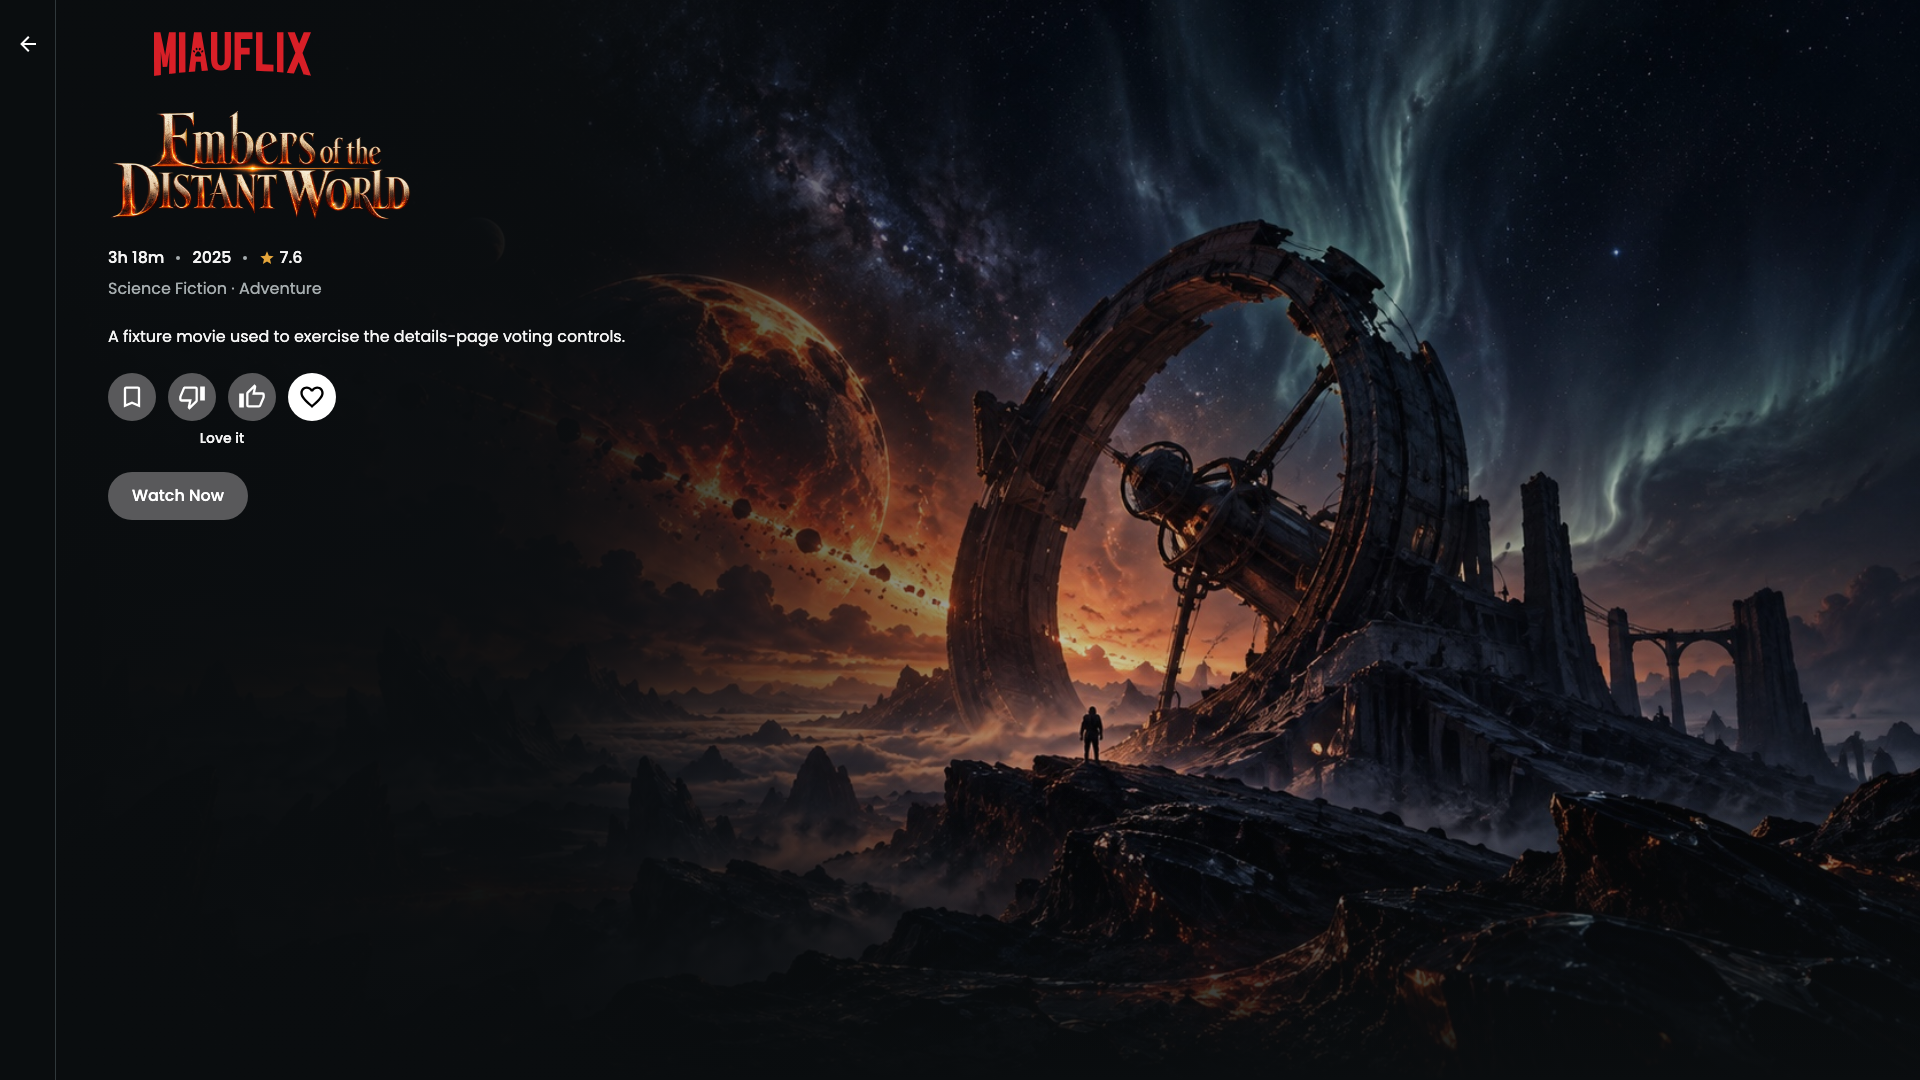 MIAUFLIX
Embers of the
Distant World
3h 18m • 2025 • ★ 7.6
Science Fiction · Adventure
A fixture movie used to exercise the details-page voting controls.
Love it
Watch Now